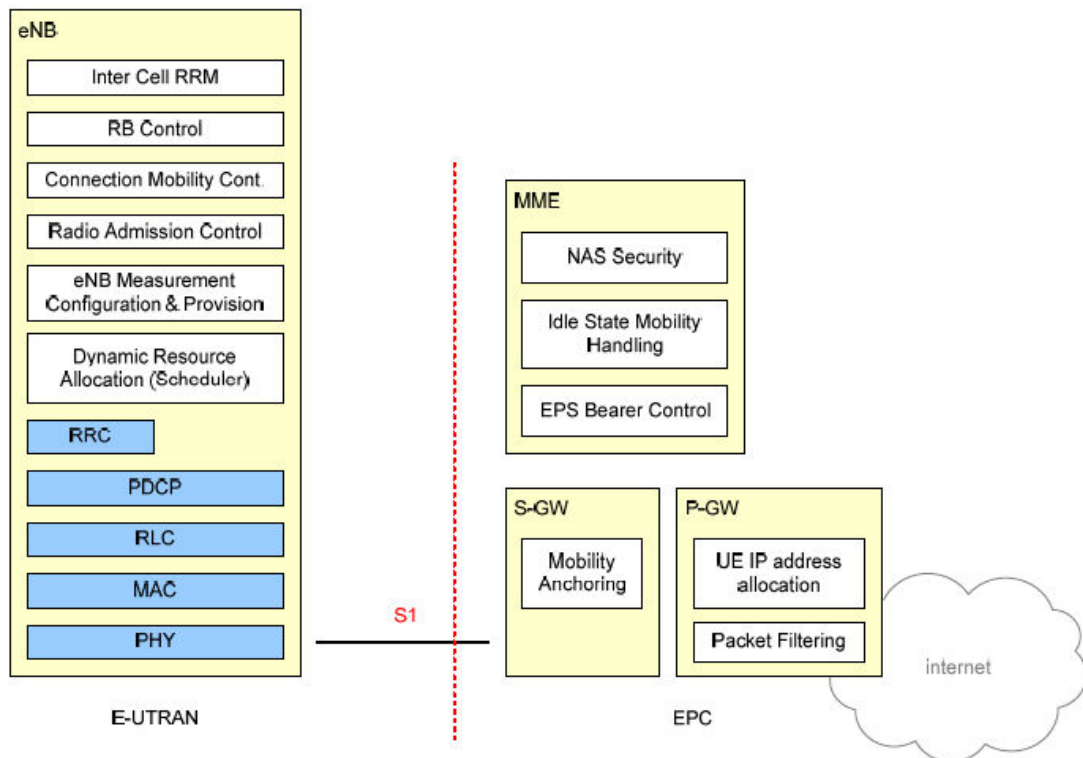 eNB
Inter Cell RRM
RB Control
Connection Mobility Cont.
Radio Admission Control
eNB Measurement
Configuration & Provision
Dynamic Resource
Allocation (Scheduler)
RRC
PDCP
RLC
MAC
PHY
S1
MME
NAS Security
Idle State Mobility
Handling
EPS Bearer Control
S-GW
Mobility
Anchoring
P-GW
UE IP address
allocation
Packet Filtering
internet
E-UTRAN
EPC